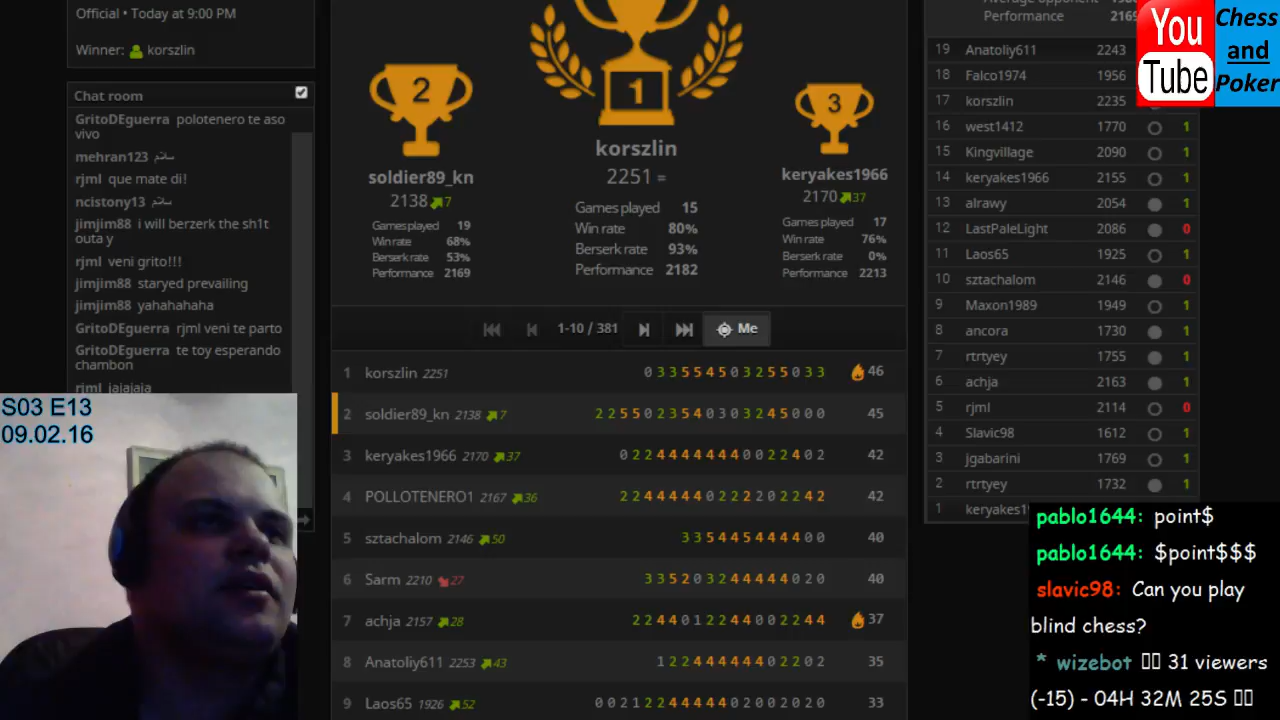 Official • Today at 9:00 PM
Winner: korszlin
Chat room
GritoDEguerra polotenero te aso
vivo
mehran123 سلام
rjml que mate di!
ncistony13 سلام
jimjim88 i will berzerk the sh1t
outa y
rjml veni grito!!!
jimjim88 staryed prevailing
jimjim88 yahahahaha
GritoDEguerra rjml veni te parto
GritoDEguerra te toy esperando
chambon
rjml jajajaja
S03 E13
09.02.16
2
soldier89_kn
2138 7
Games played 19
Win rate 68%
Berserk rate 53%
Performance 2169
1
korszlin
2251 =
Games played 15
Win rate 80%
Berserk rate 93%
Performance 2182
3
keryakes1966
2170 37
Games played 17
Win rate 76%
Berserk rate 0%
Performance 2213
1-10 / 381
Me
1 korszlin 2251 0 3 3 5 5 4 5 0 3 2 5 5 0 3 3 46
2 soldier89_kn 2138 7 2 2 5 5 0 2 3 5 4 0 3 0 3 2 4 5 0 0 0 45
3 keryakes1966 2170 37 0 2 2 4 4 4 4 4 4 4 0 0 2 2 4 0 2 42
4 POLLOTENERO1 2167 36 2 2 4 4 4 4 4 0 2 2 2 2 0 2 2 4 2 42
5 sztachalom 2146 50 3 3 5 4 4 5 4 4 4 4 4 0 0 40
6 Sarm 2210 27 3 3 5 2 0 3 2 4 4 4 4 4 0 2 0 40
7 achja 2157 28 2 2 4 4 0 1 2 2 4 4 0 0 2 2 4 4 37
8 Anatoliy611 2253 43 1 2 2 4 4 4 4 4 4 0 2 2 0 2 35
9 Laos65 1926 52 0 0 2 1 2 2 4 4 4 4 0 2 0 0 2 0 2 0 33
Performance 2169
19 Anatoliy611 2243
18 Falco1974 1956
17 korszlin 2235
16 west1412 1770 1
15 Kingvillage 2090 1
14 keryakes1966 2155 1
13 alrawy 2054 1
12 LastPaleLight 2086 0
11 Laos65 1925 1
10 sztachalom 2146 0
9 Maxon1989 1949 1
8 ancora 1730 1
7 rtrtyey 1755 1
6 achja 2163 1
5 rjml 2114 0
4 Slavic98 1612 1
3 jgabarini 1769 1
2 rtrtyey 1732 1
1
You
Tube
Chess
and
Poker
pablo1644: point$
pablo1644: $point$$$
slavic98: Can you play
blind chess?
* wizebot 31 viewers
(-15) - 04H 32M 25S